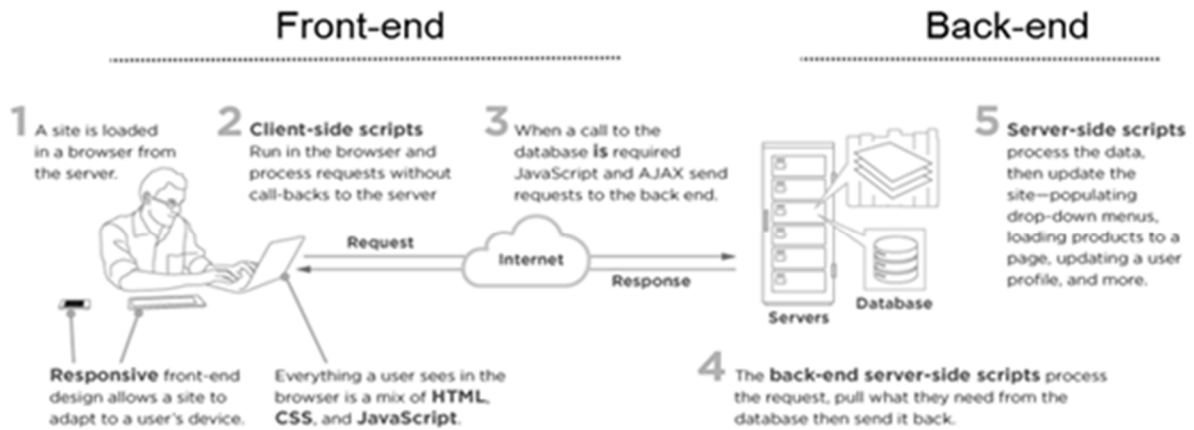 Front-end
Back-end
1
A site is loaded
in a browser from
the server.
2
Client-side scripts
Run in the browser and
process requests without
call-backs to the server
3
When a call to the
database is required
JavaScript and AJAX send
requests to the back end.
5
Server-side scripts
process the data,
then update the
site—populating
drop-down menus,
loading products to a
page, updating a user
profile, and more.
Request
Internet
Response
Servers
Database
Responsive front-end
design allows a site to
adapt to a user's device.
Everything a user sees in the
browser is a mix of HTML,
CSS, and JavaScript.
4
The back-end server-side scripts process
the request, pull what they need from the
database then send it back.